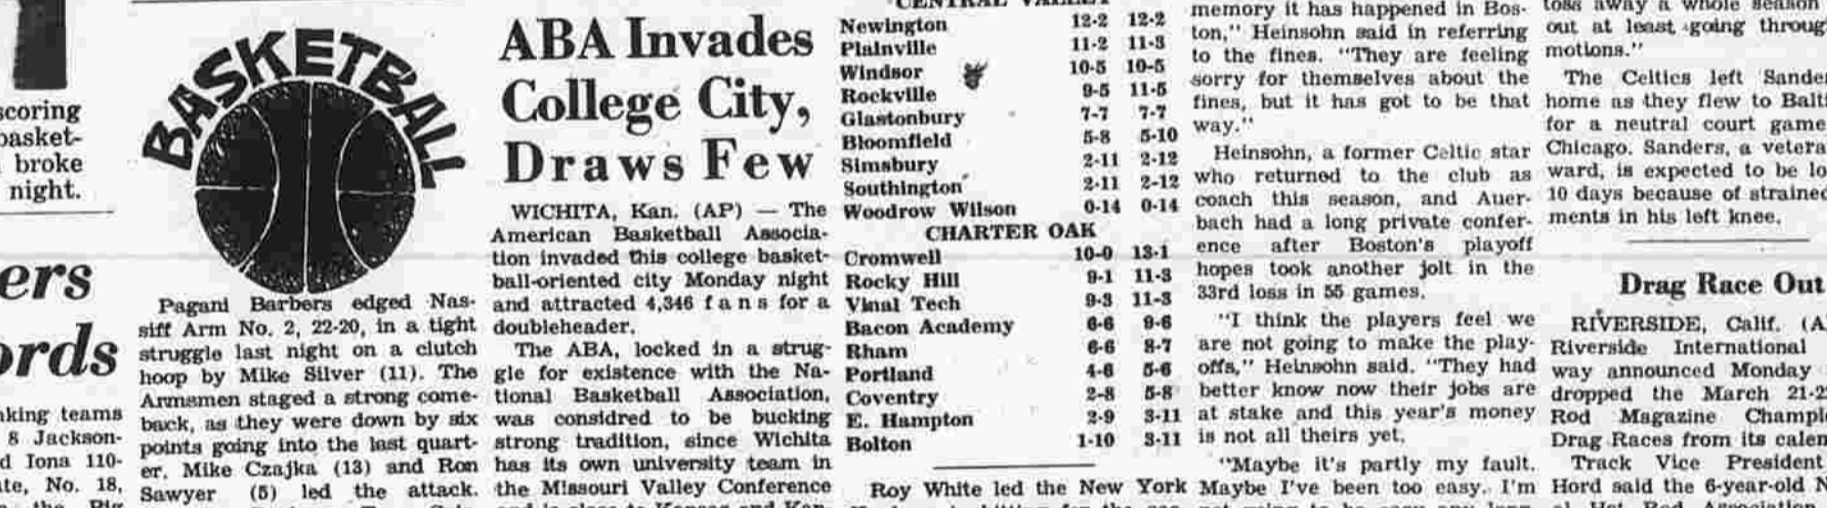 scoring
basket-
broke
night.
ers
ords
teams
8 Jackson-
d Iona 110-
No. 18,
BASKETBALL
Pagani Barbers edged Nas-
siff Arm No. 2, 22-20, in a tight
struggle last night on a clutch
hoop by Mike Silver (11). The
Armsmen staged a strong come-
back, as they were down by six
points going into the last quart-
er. Mike Czajka (13) and Ron
Sawyer (5) led the attack.
ABA Invades
College City,
Draws Few
WICHITA, Kan. (AP) — The
American Basketball Associa-
tion invaded this college basket-
ball-oriented city Monday night
and attracted 4,346 fans for a
doubleheader.
The ABA, locked in a strug-
gle for existence with the Na-
tional Basketball Association,
was considred to be bucking
strong tradition, since Wichita
has its own university team in
the Missouri Valley Conference
CENTRAL VALLEY
Newington 12-2 12-2
Plainville 11-2 11-3
Windsor 10-5 10-5
Rockville 9-5 11-5
Glastonbury 7-7 7-7
Bloomfield 5-8 5-10
Simsbury 2-11 2-12
Southington 2-11 2-12
Woodrow Wilson 0-14 0-14
CHARTER OAK
Cromwell 10-0 13-1
Rocky Hill 9-1 11-3
Vinal Tech 9-3 11-3
Bacon Academy 6-6 9-6
Rham 6-6 8-7
Portland 4-6 5-6
Coventry 2-8 5-8
E. Hampton 2-9 3-11
Bolton 1-10 3-11
Roy White led the New York
memory it has happened in Bos-
ton," Heinsohn said in referring
to the fines. "They are feeling
sorry for themselves about the
fines, but it has got to be that
way."
Heinsohn, a former Celtic star
who returned to the club as
coach this season, and Auer-
bach had a long private confer-
ence after Boston's playoff
hopes took another jolt in the
33rd loss in 55 games.
"I think the players feel we
are not going to make the play-
offs," Heinsohn said. "They had
better know now their jobs are
at stake and this year's money
is not all theirs yet.
"Maybe it's partly my fault.
Maybe I've been too easy. I'm
toss away a whole season
out at least going throug
motions."
The Celtics left Sander
home as they flew to Balti
for a neutral court game
Chicago. Sanders, a vetera
ward, is expected to be lo
10 days because of strained
ments in his left knee.
Drag Race Out
RIVERSIDE, Calif. (A
Riverside International
way announced Monday
dropped the March 21-2
Rod Magazine Champi
Drag Races from its calen
Track Vice President
Hord said the 6-year-old N